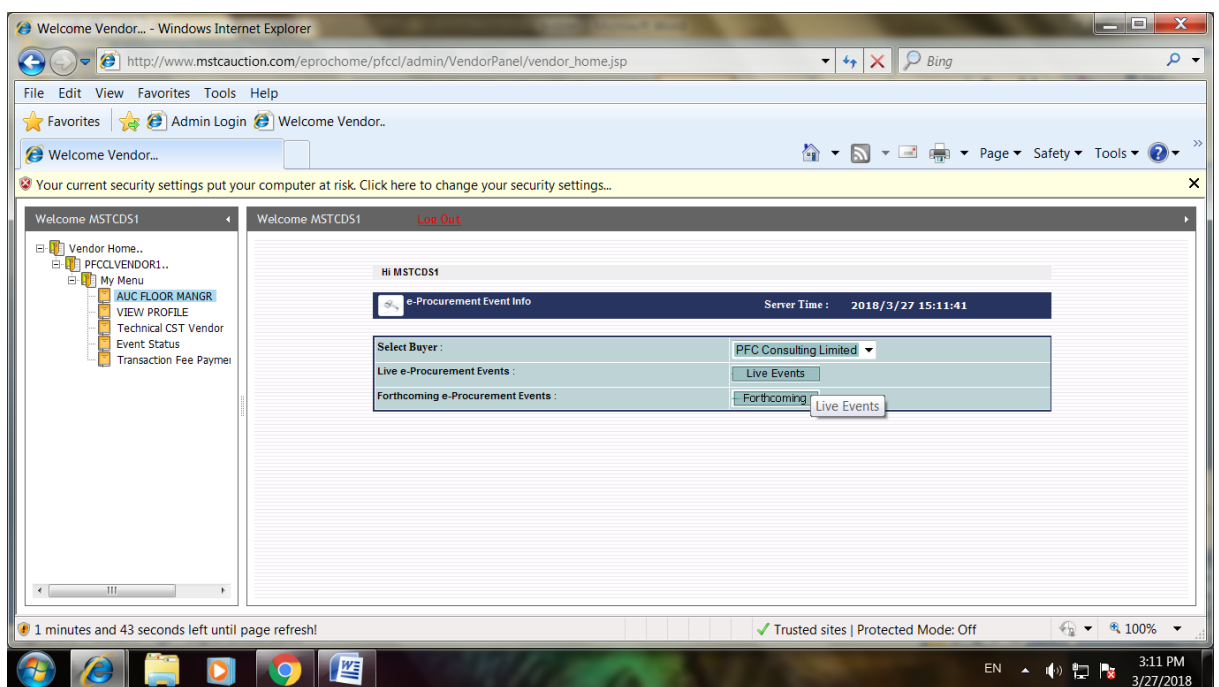 Welcome Vendor... - Windows Internet Explorer
http://www.mstcauction.com/eprochome/pfccl/admin/VendorPanel/vendor_home.jsp
Bing
File Edit View Favorites Tools Help
Favorites Admin Login Welcome Vendor..
Welcome Vendor...
Page Safety Tools
Your current security settings put your computer at risk. Click here to change your security settings...
Welcome MSTCDS1
Welcome MSTCDS1 Log Out
Vendor Home..
PFCCLVENDOR1..
My Menu
AUC FLOOR MANGR
VIEW PROFILE
Technical CST Vendor
Event Status
Transaction Fee Paymer
Hi MSTCDS1
e-Procurement Event Info
Server Time : 2018/3/27 15:11:41
Select Buyer :
PFC Consulting Limited
Live e-Procurement Events :
Live Events
Forthcoming e-Procurement Events :
Forthcoming
Live Events
1 minutes and 43 seconds left until page refresh!
Trusted sites | Protected Mode: Off
100%
EN
3:11 PM
3/27/2018